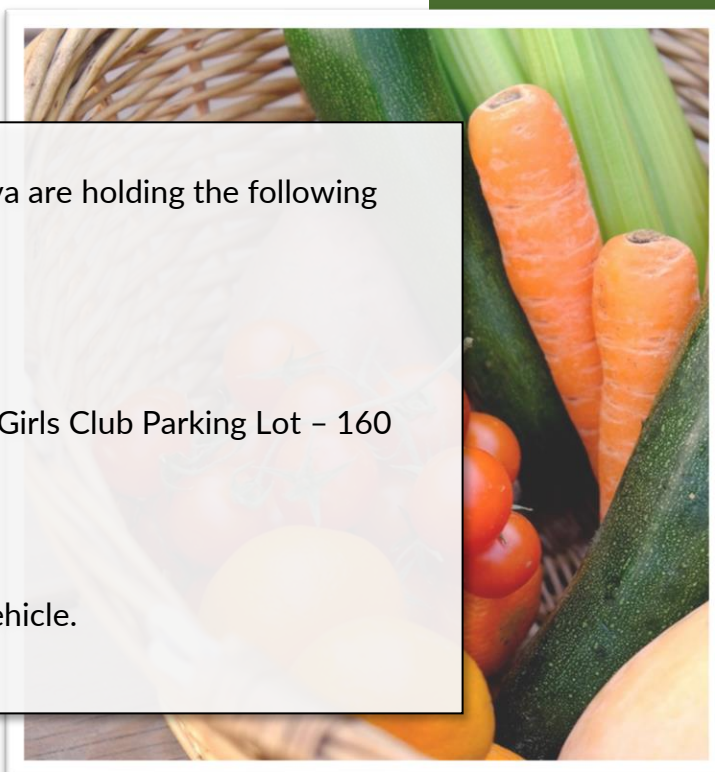 va are holding the following
Girls Club Parking Lot – 160
ehicle.